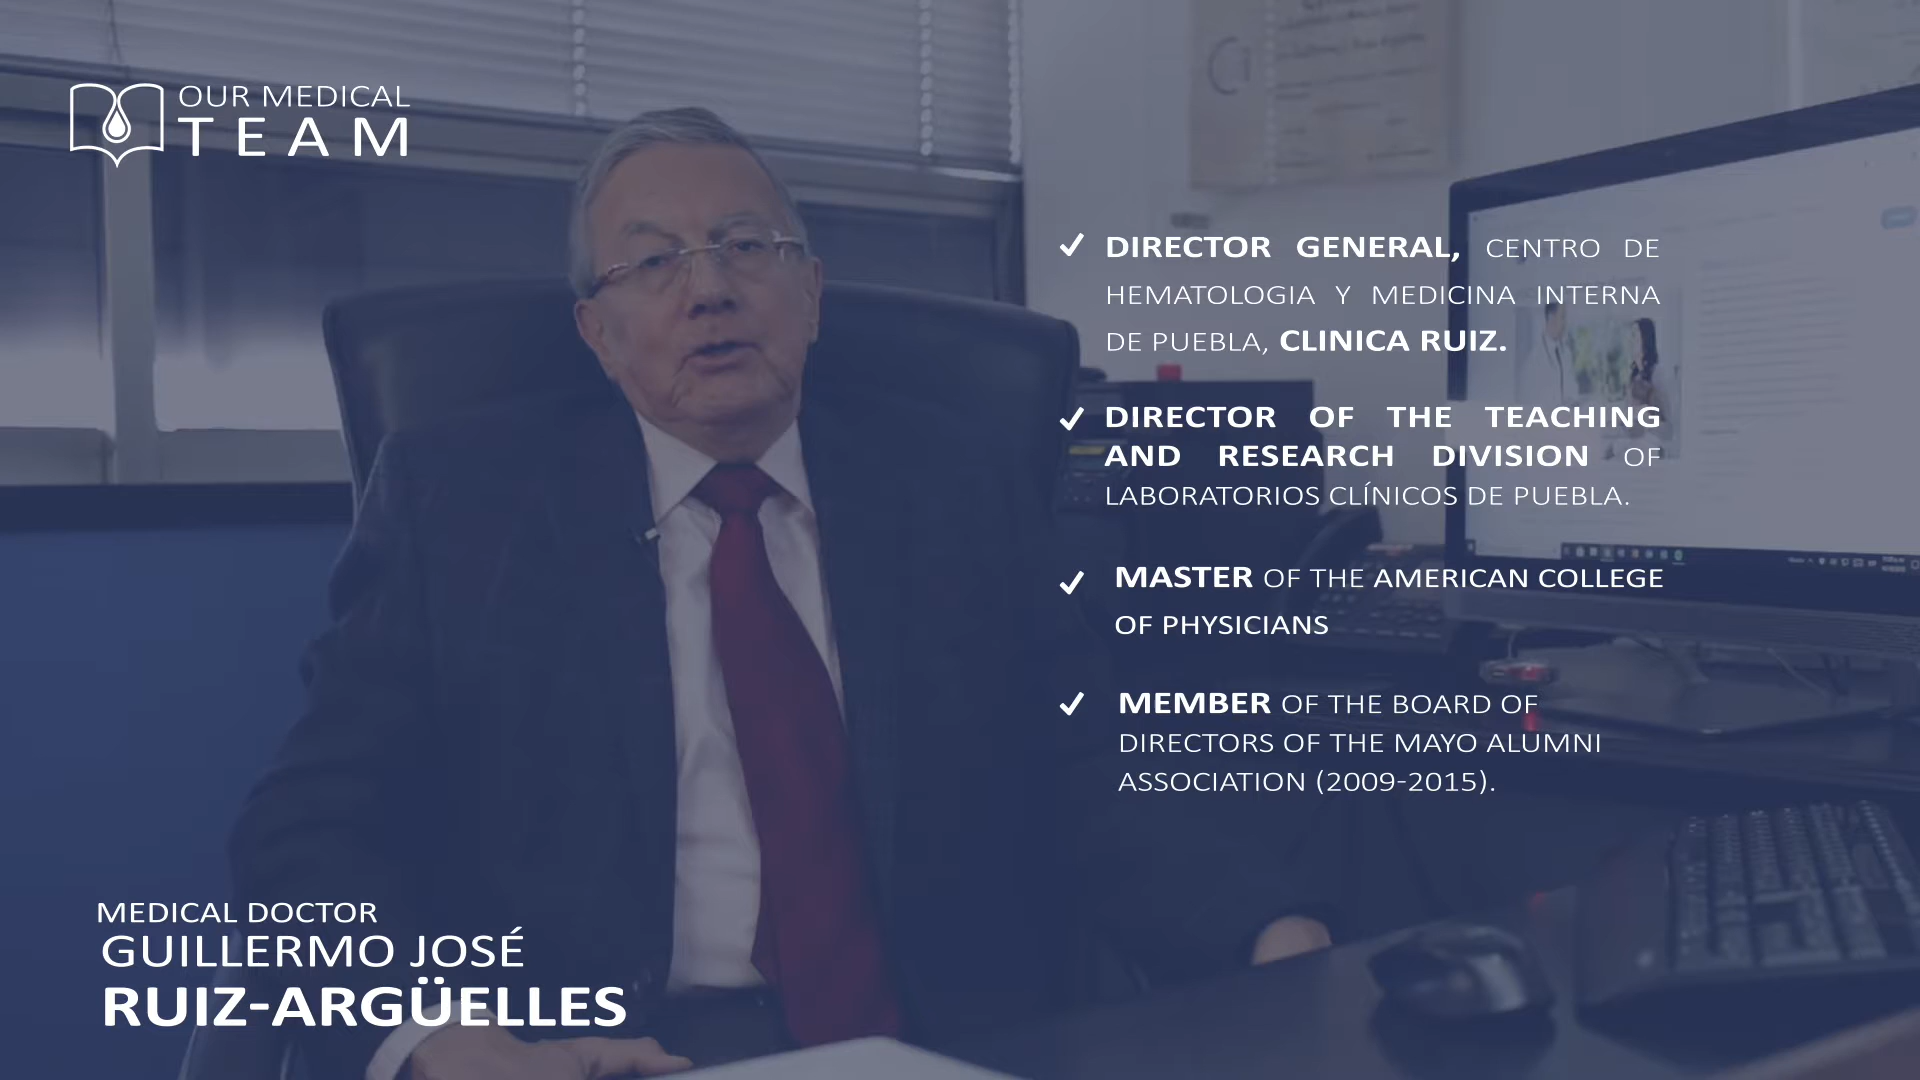 OUR MEDICAL
TEAM
DIRECTOR GENERAL, CENTRO DE
HEMATOLOGIA Y MEDICINA INTERNA
DE PUEBLA, CLINICA RUIZ.
DIRECTOR OF THE TEACHING
AND RESEARCH DIVISION OF
LABORATORIOS CLÍNICOS DE PUEBLA.
MASTER OF THE AMERICAN COLLEGE
OF PHYSICIANS
MEMBER OF THE BOARD OF
DIRECTORS OF THE MAYO ALUMNI
ASSOCIATION (2009-2015).
MEDICAL DOCTOR
GUILLERMO JOSÉ
RUIZ-ARGÜELLES